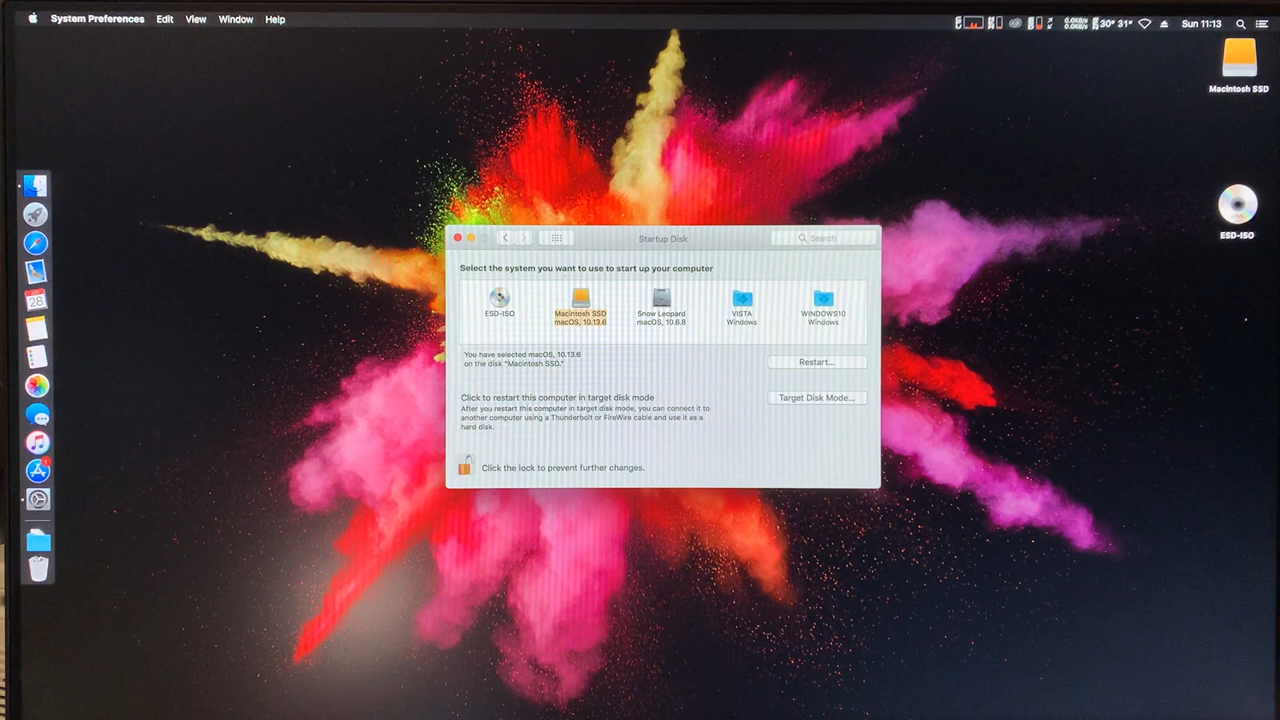 System Preferences Edit View Window Help
30° 31° Sun 11:13
Macintosh SSD
ESD-ISO
28
Startup Disk
Search
Select the system you want to use to start up your computer
ESD-ISO
Macintosh SSD
macOS, 10.13.6
Snow Leopard
macOS, 10.6.8
VISTA
Windows
WINDOWS10
Windows
You have selected macOS, 10.13.6
on the disk "Macintosh SSD."
Restart...
Click to restart this computer in target disk mode
After you restart this computer in target disk mode, you can connect it to
another computer using a Thunderbolt or FireWire cable and use it as a
hard disk.
Target Disk Mode...
Click the lock to prevent further changes.